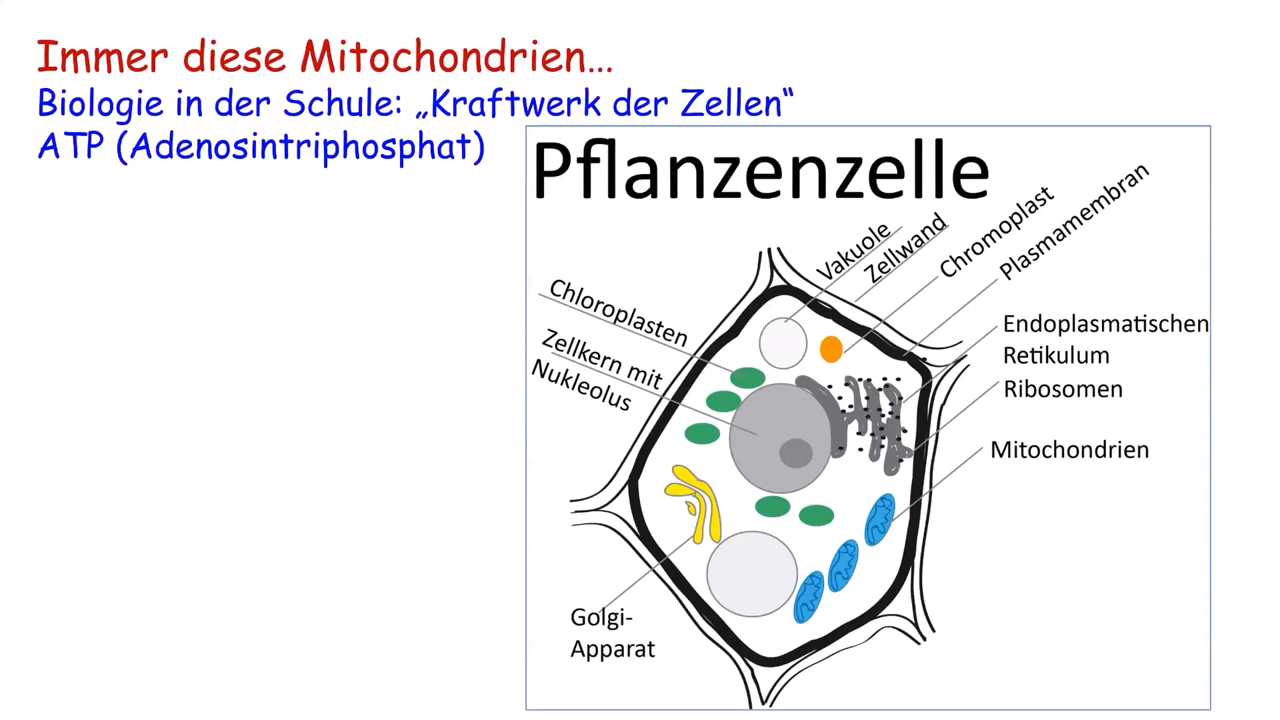 Immer diese Mitochondrien...
Biologie in der Schule: „Kraftwerk der Zellen“
ATP (Adenosintriphosphat)
Pflanzenzelle
Vakuole
Zellwand
Chromoplast
Plasmamembran
Chloroplasten
Zellkern mit
Nukleolus
Endoplasmatischen
Retikulum
Ribosomen
Mitochondrien
Golgi-
Apparat